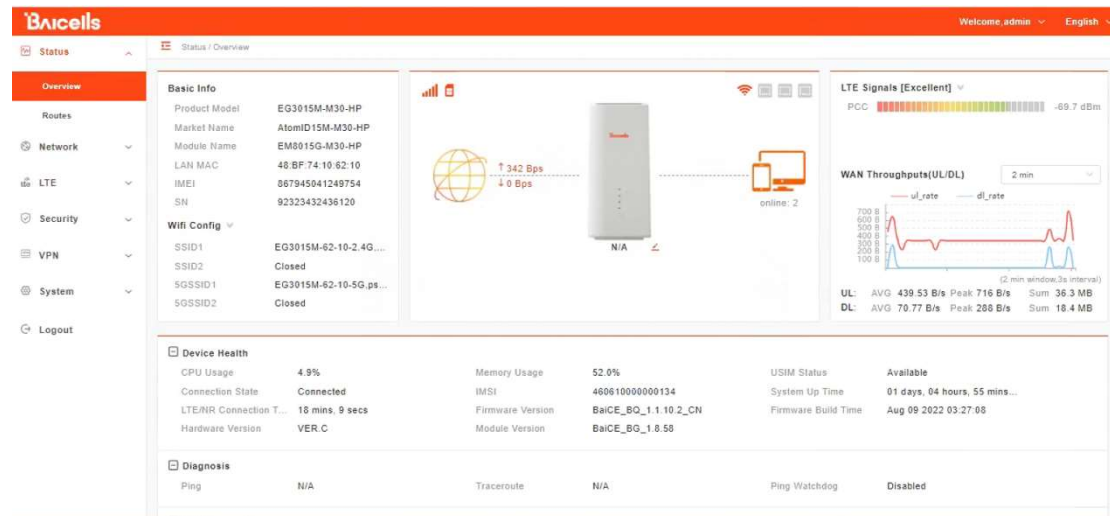 Baicells
Welcome,admin English
Status
Overview
Routes
Network
LTE
Security
VPN
System
Logout
Status / Overview
Basic Info
Product Model EG3015M-M30-HP
Market Name AtomID15M-M30-HP
Module Name EM8015G-M30-HP
LAN MAC 48:BF:74:10:62:10
IMEI 867945041249754
SN 92323432436120
Wifi Config
SSID1 EG3015M-62-10-2.4G,...
SSID2 Closed
5GSSID1 EG3015M-62-10-5G,ps...
5GSSID2 Closed
↑ 342 Bps
↓ 0 Bps
Baicells
N/A
online: 2
LTE Signals [Excellent]
PCC -69.7 dBm
WAN Throughputs(UL/DL) 2 min
ul_rate dl_rate
700 B
600 B
500 B
400 B
300 B
200 B
100 B
(2 min window,3s interval)
UL: AVG 439.53 B/s Peak 716 B/s Sum 36.3 MB
DL: AVG 70.77 B/s Peak 288 B/s Sum 18.4 MB
Device Health
CPU Usage 4.9% Memory Usage 52.0% USIM Status Available
Connection State Connected IMSI 460610000000134 System Up Time 01 days, 04 hours, 55 mins...
LTE/NR Connection T... 18 mins, 9 secs Firmware Version BaiCE_BQ_1.1.10.2_CN Firmware Build Time Aug 09 2022 03:27:08
Hardware Version VER.C Module Version BaiCE_BG_1.8.58
Diagnosis
Ping N/A Traceroute N/A Ping Watchdog Disabled